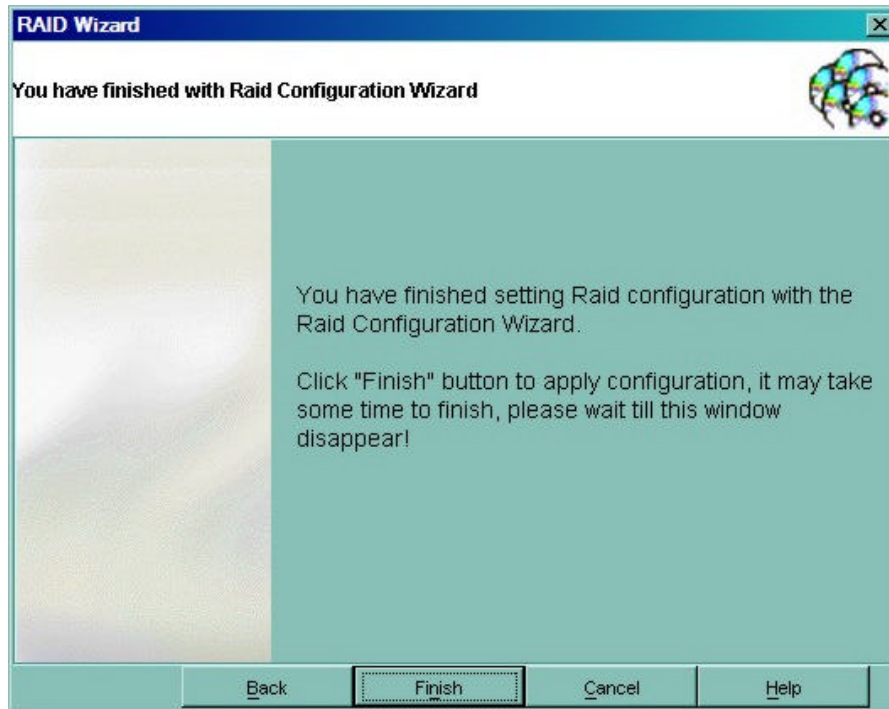 RAID Wizard
You have finished with Raid Configuration Wizard
You have finished setting Raid configuration with the
Raid Configuration Wizard.
Click "Finish" button to apply configuration, it may take
some time to finish, please wait till this window
disappear!
Back Finish Cancel Help